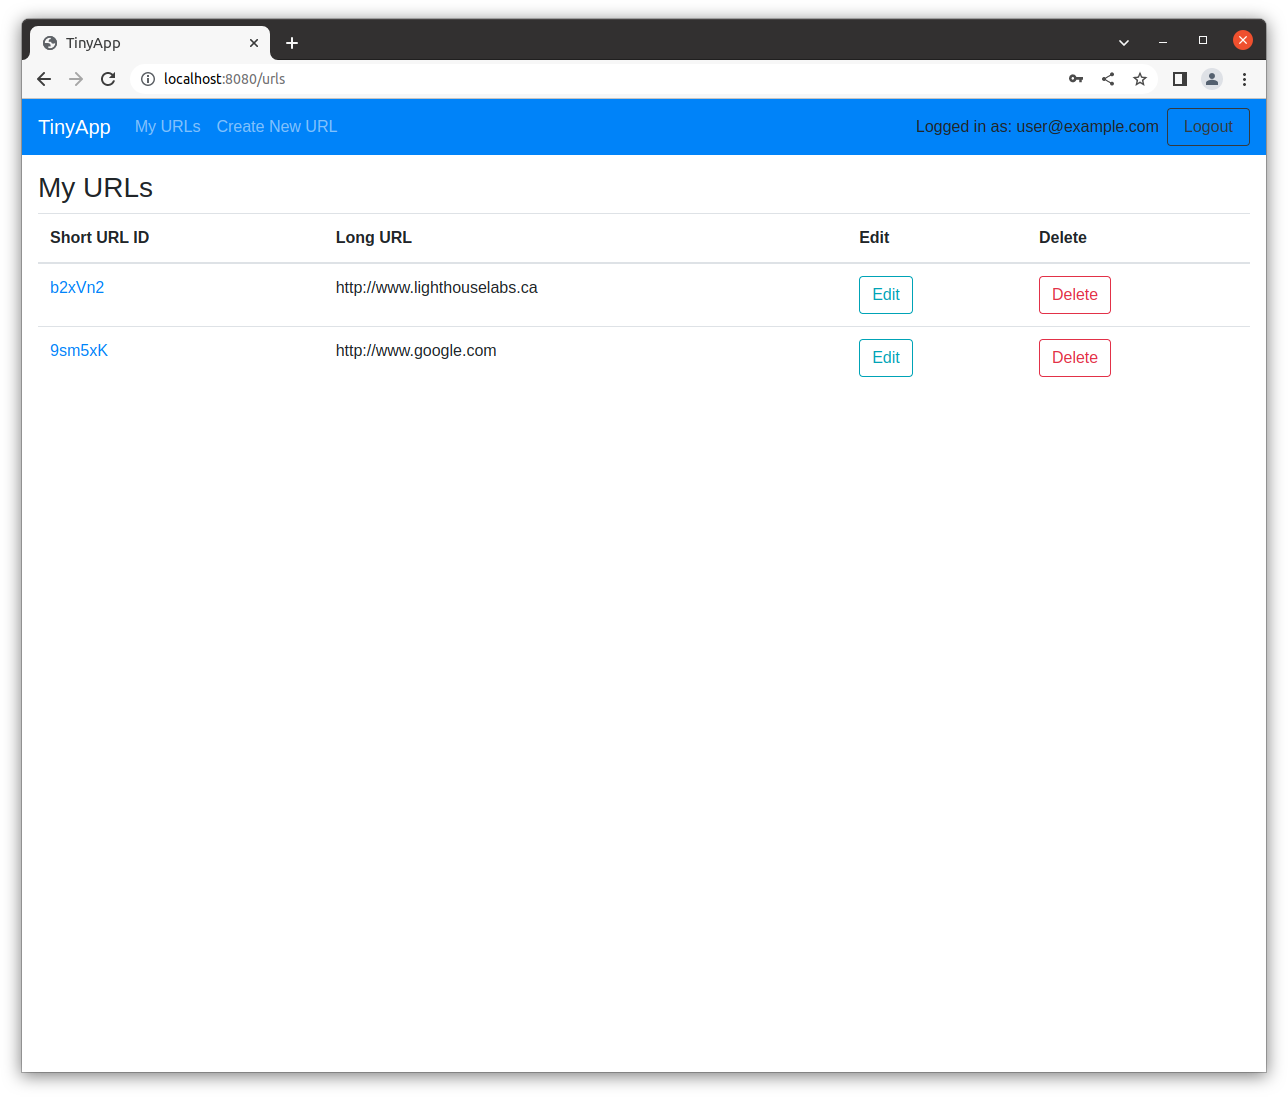 TinyApp
localhost:8080/urls
TinyApp My URLs Create New URL Logged in as: user@example.com Logout
My URLs
Short URL ID Long URL Edit Delete
b2xVn2 http://www.lighthouselabs.ca Edit Delete
9sm5xK http://www.google.com Edit Delete